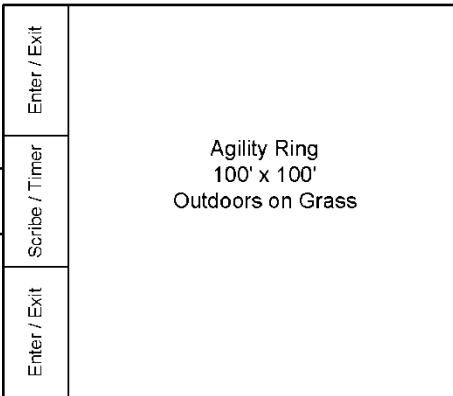 Enter / Exit
Scribe / Timer
Enter / Exit
Agility Ring
100' x 100'
Outdoors on Grass